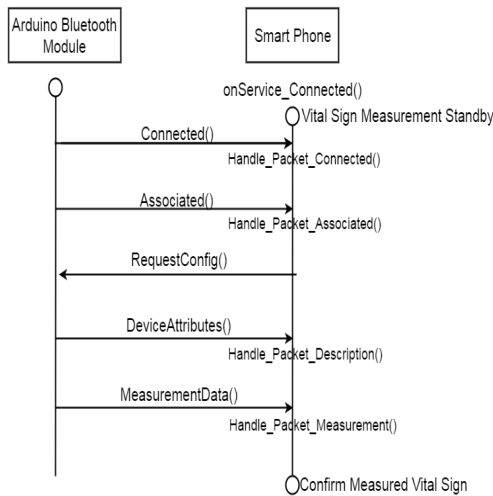 Arduino Bluetooth
Module
Smart Phone
onService_Connected()
Vital Sign Measurement Standby
Connected()
Handle_Packet_Connected()
Associated()
Handle_Packet_Associated()
RequestConfig()
DeviceAttributes()
Handle_Packet_Description()
MeasurementData()
Handle_Packet_Measurement()
Confirm Measured Vital Sign